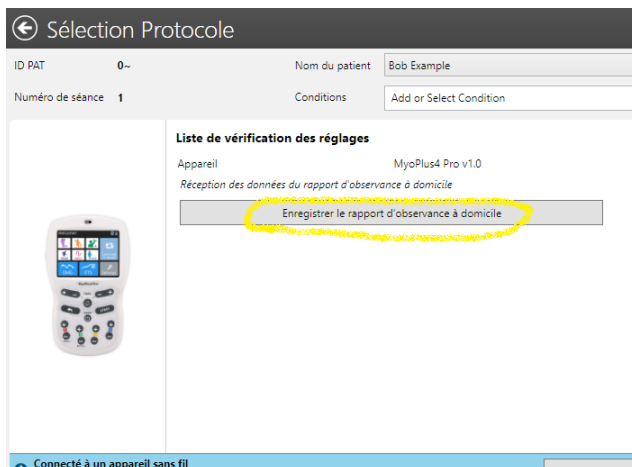 Sélection Protocole
ID PAT 0~ Nom du patient Bob Example
Numéro de séance 1 Conditions Add or Select Condition
Liste de vérification des réglages
Appareil MyoPlus4 Pro v1.0
Réception des données du rapport d'observance à domicile
Enregistrer le rapport d'observance à domicile
Connecté à un appareil sans fil